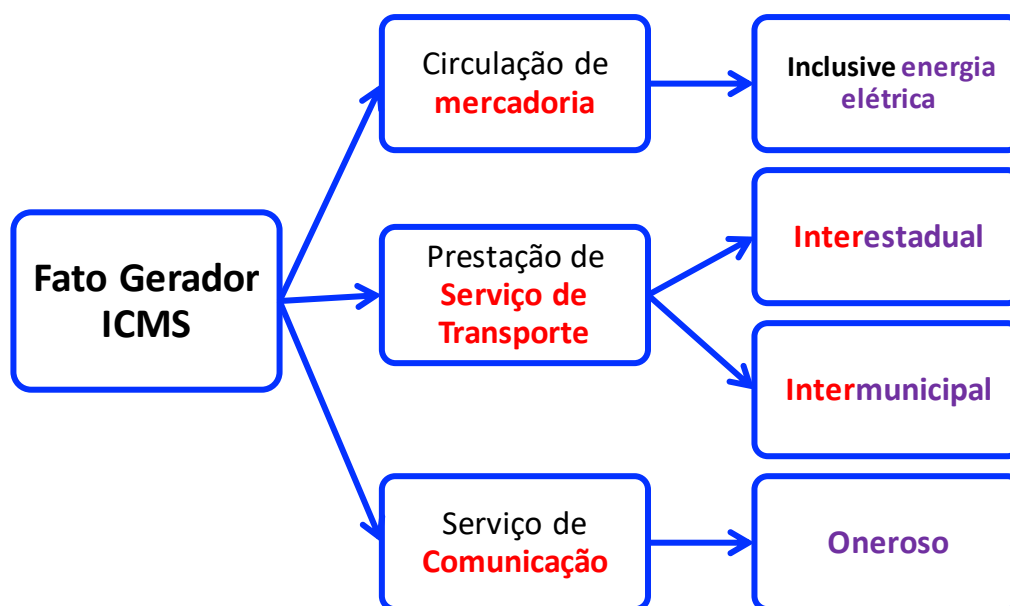 Fato Gerador
ICMS
Circulação de
mercadoria
Inclusive energia
elétrica
Prestação de
Serviço de
Transporte
Interestadual
Intermunicipal
Serviço de
Comunicação
Oneroso